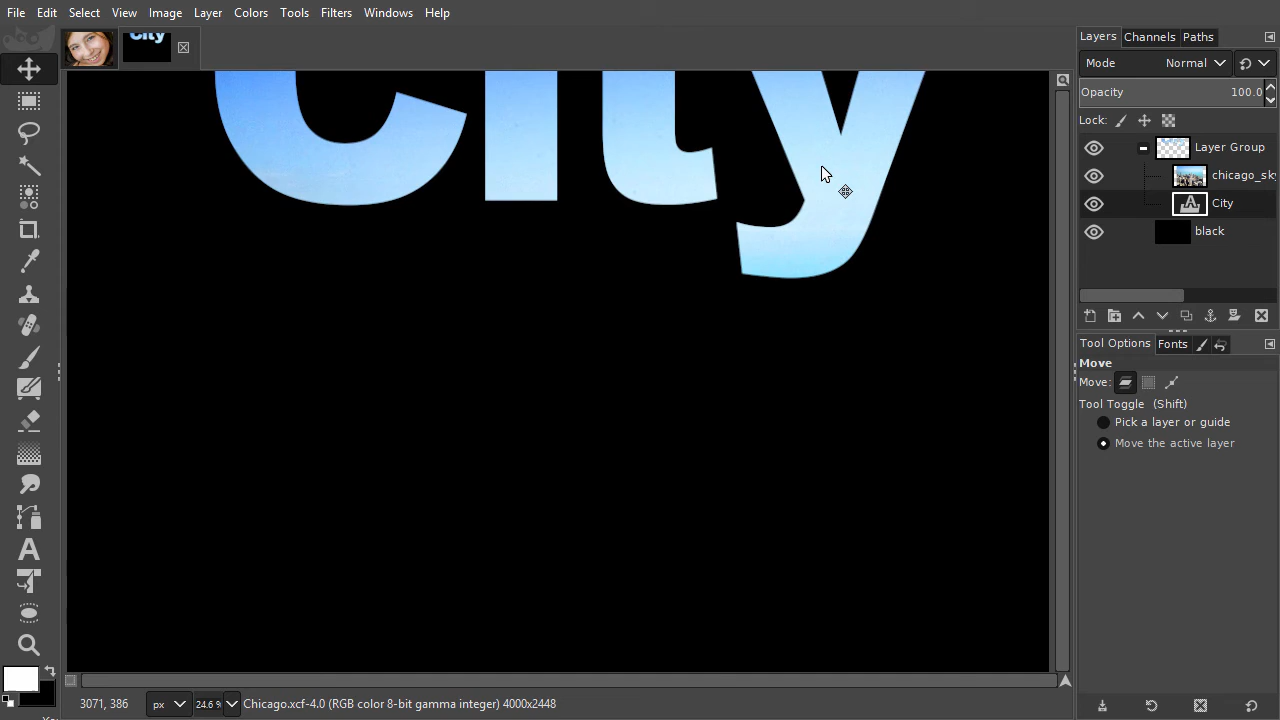 File Edit View Image Layer Colors Tools Filters Windows Help
City
Layers Channels Paths
Mode Normal
Opacity 100.0
Lock:
Layer Group
chicago_sky
City
black
City
Tool Options Fonts
Move
Move:
Tool Toggle (Shift)
Pick a layer or guide
Move the active layer
3071, 386 px 24.6 % Chicago.xcf-4.0 (RGB color 8-bit gamma integer) 4000x2448